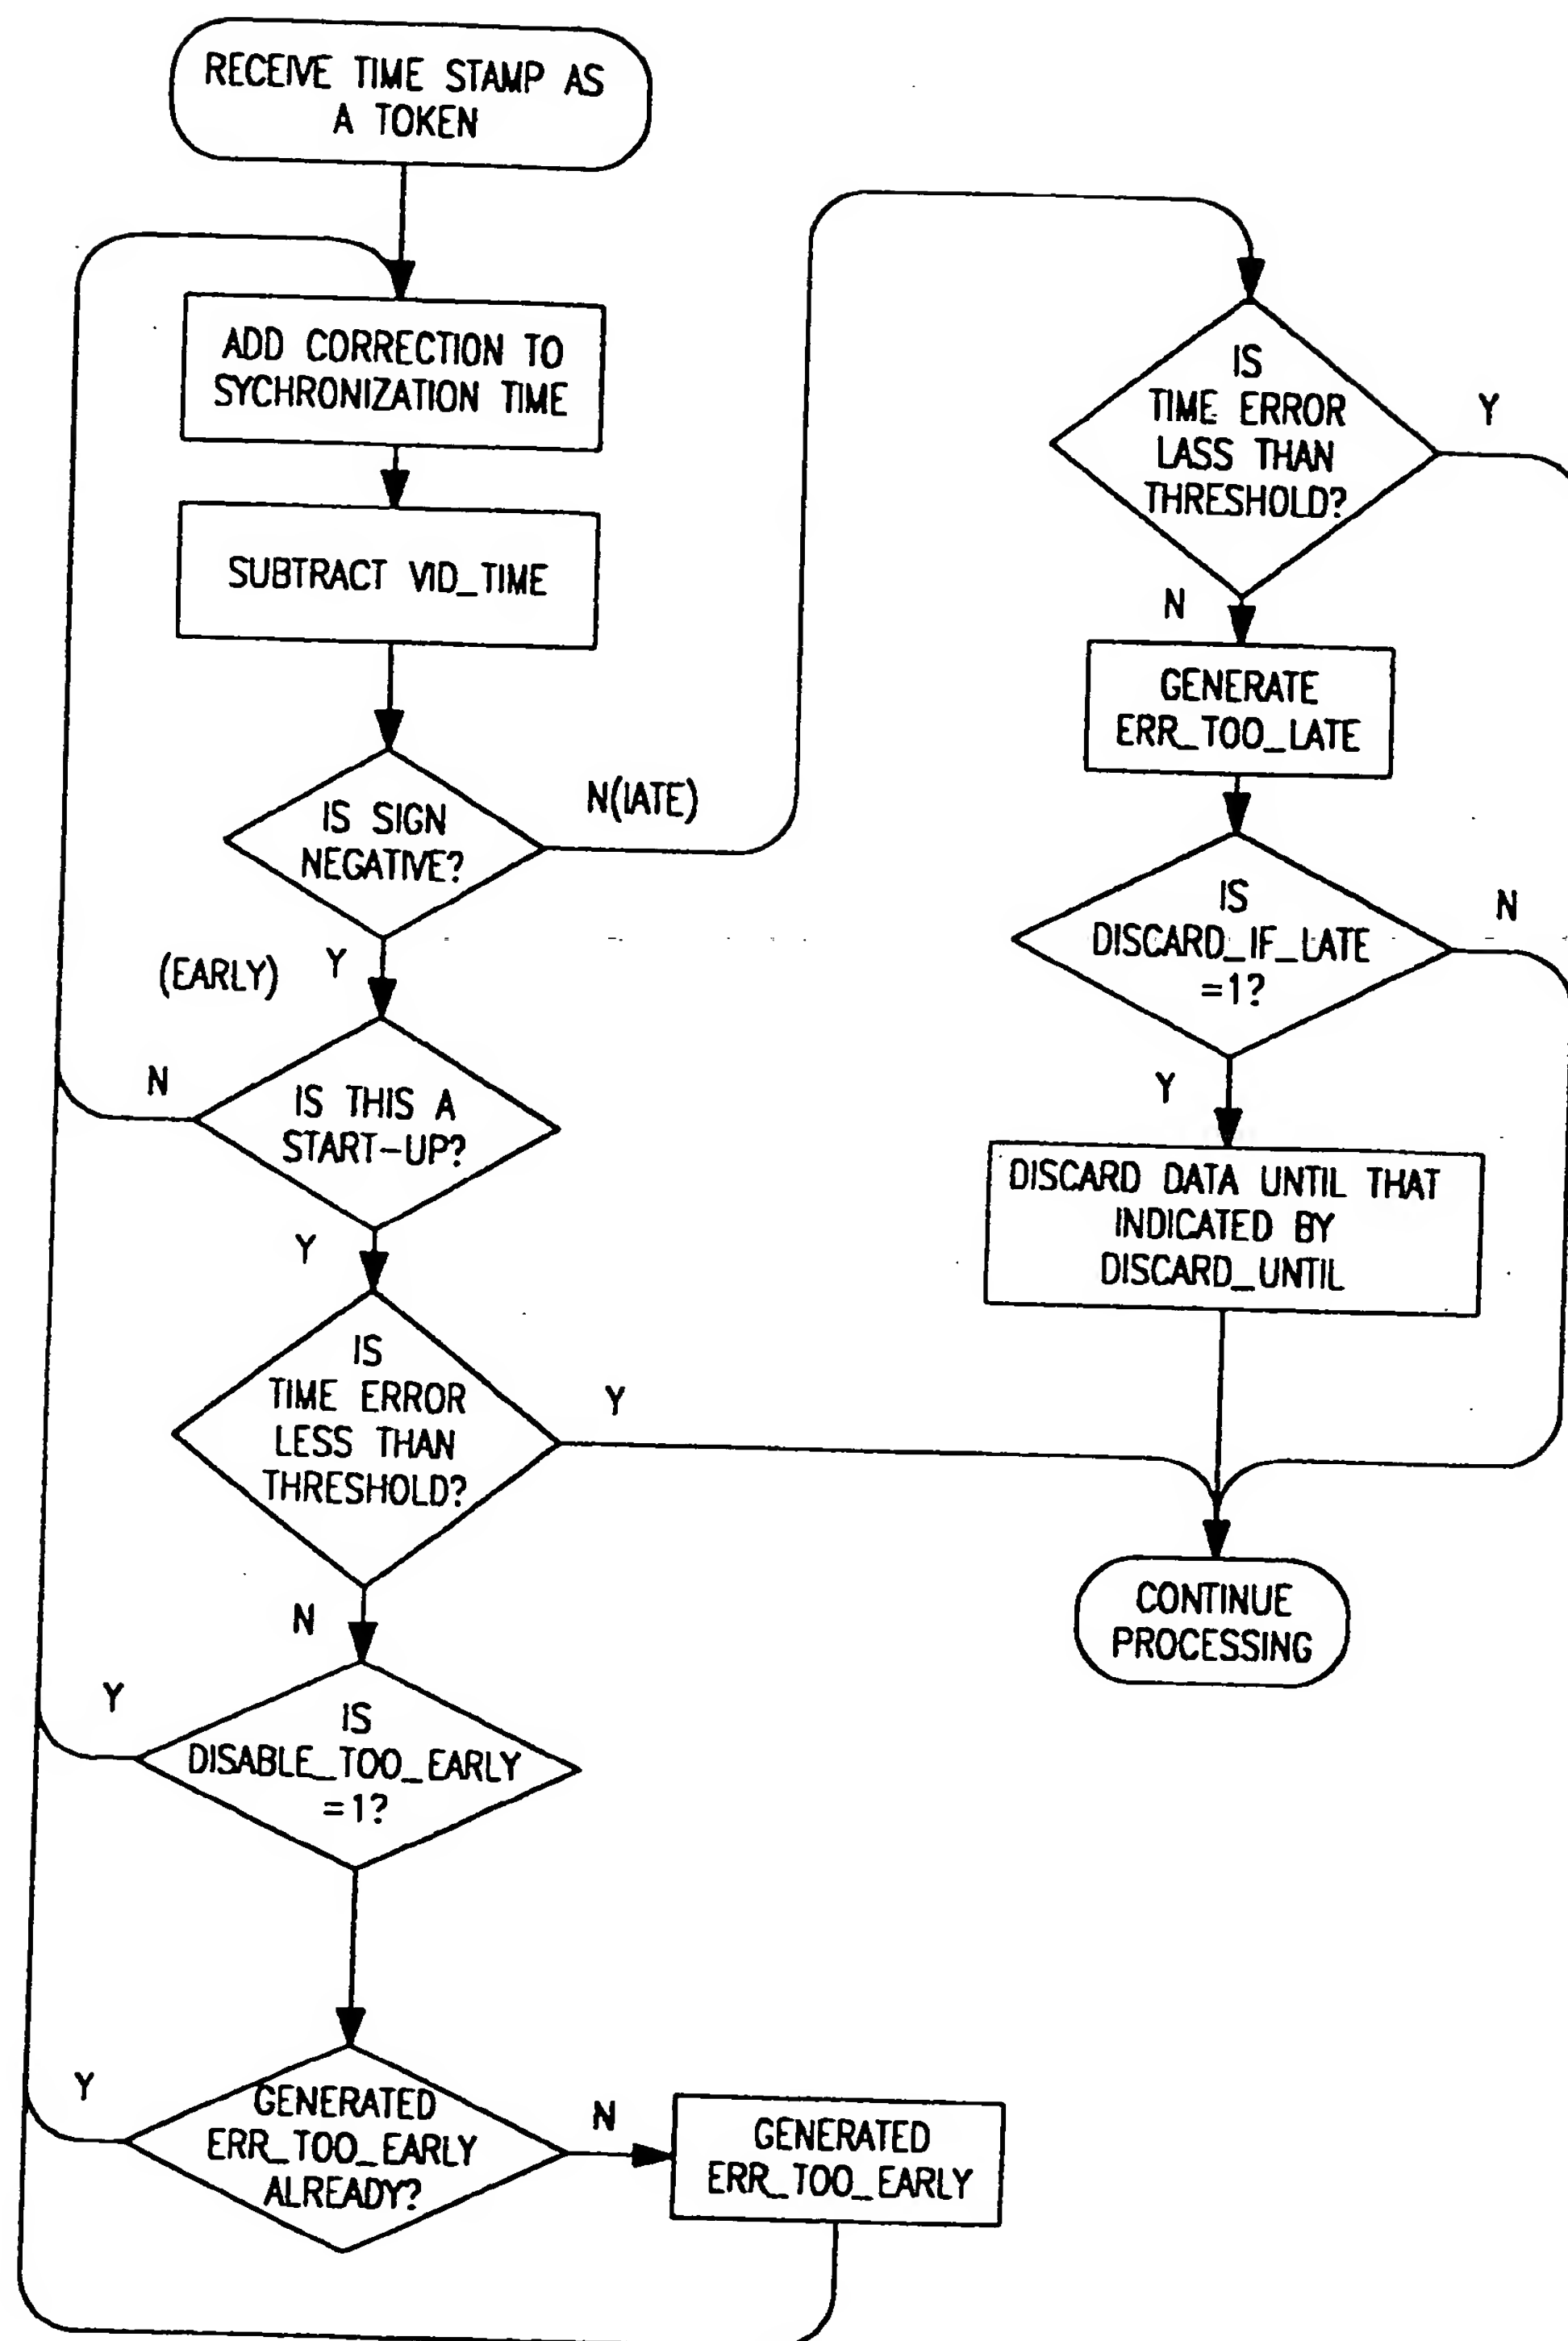 RECEIVE TIME STAMP AS
A TOKEN
ADD CORRECTION TO
SYCHRONIZATION TIME
SUBTRACT VID_TIME
IS SIGN
NEGATIVE?
N(IATE)
(EARLY)
Y
IS THIS A
START-UP?
N
Y
IS
TIME ERROR
LESS THAN
THRESHOLD?
Y
N
IS
DISABLE_TOO_EARLY
=1?
Y
GENERATED
ERR_TOO_EARLY
ALREADY?
Y
N
GENERATED
ERR_TOO_EARLY
IS
TIME ERROR
LASS THAN
THRESHOLD?
Y
N
GENERATE
ERR_TOO_LATE
IS
DISCARD_IF_LATE
=1?
N
Y
DISCARD DATA UNTIL THAT
INDICATED BY
DISCARD_UNTIL
CONTINUE
PROCESSING